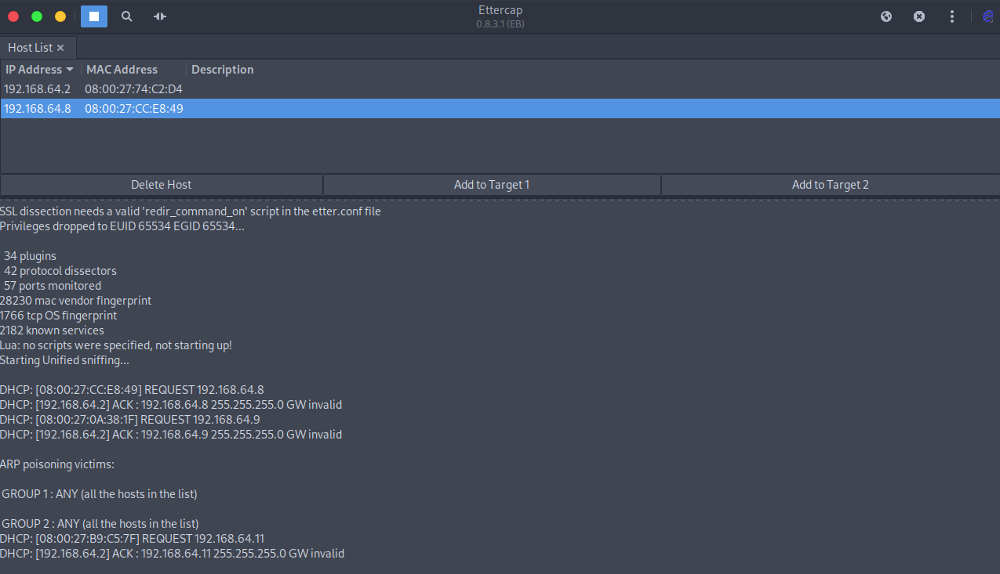 Ettercap
0.8.3.1 (EB)
Host List ×
IP Address MAC Address Description
192.168.64.2 08:00:27:74:C2:D4
192.168.64.8 08:00:27:CC:E8:49
Delete Host Add to Target 1 Add to Target 2
SSL dissection needs a valid 'redir_command_on' script in the etter.conf file
Privileges dropped to EUID 65534 EGID 65534...
34 plugins
42 protocol dissectors
57 ports monitored
28230 mac vendor fingerprint
1766 tcp OS fingerprint
2182 known services
Lua: no scripts were specified, not starting up!
Starting Unified sniffing...
DHCP: [08:00:27:CC:E8:49] REQUEST 192.168.64.8
DHCP: [192.168.64.2] ACK : 192.168.64.8 255.255.255.0 GW invalid
DHCP: [08:00:27:0A:38:1F] REQUEST 192.168.64.9
DHCP: [192.168.64.2] ACK : 192.168.64.9 255.255.255.0 GW invalid
ARP poisoning victims:
GROUP 1 : ANY (all the hosts in the list)
GROUP 2 : ANY (all the hosts in the list)
DHCP: [08:00:27:B9:C5:7F] REQUEST 192.168.64.11
DHCP: [192.168.64.2] ACK : 192.168.64.11 255.255.255.0 GW invalid